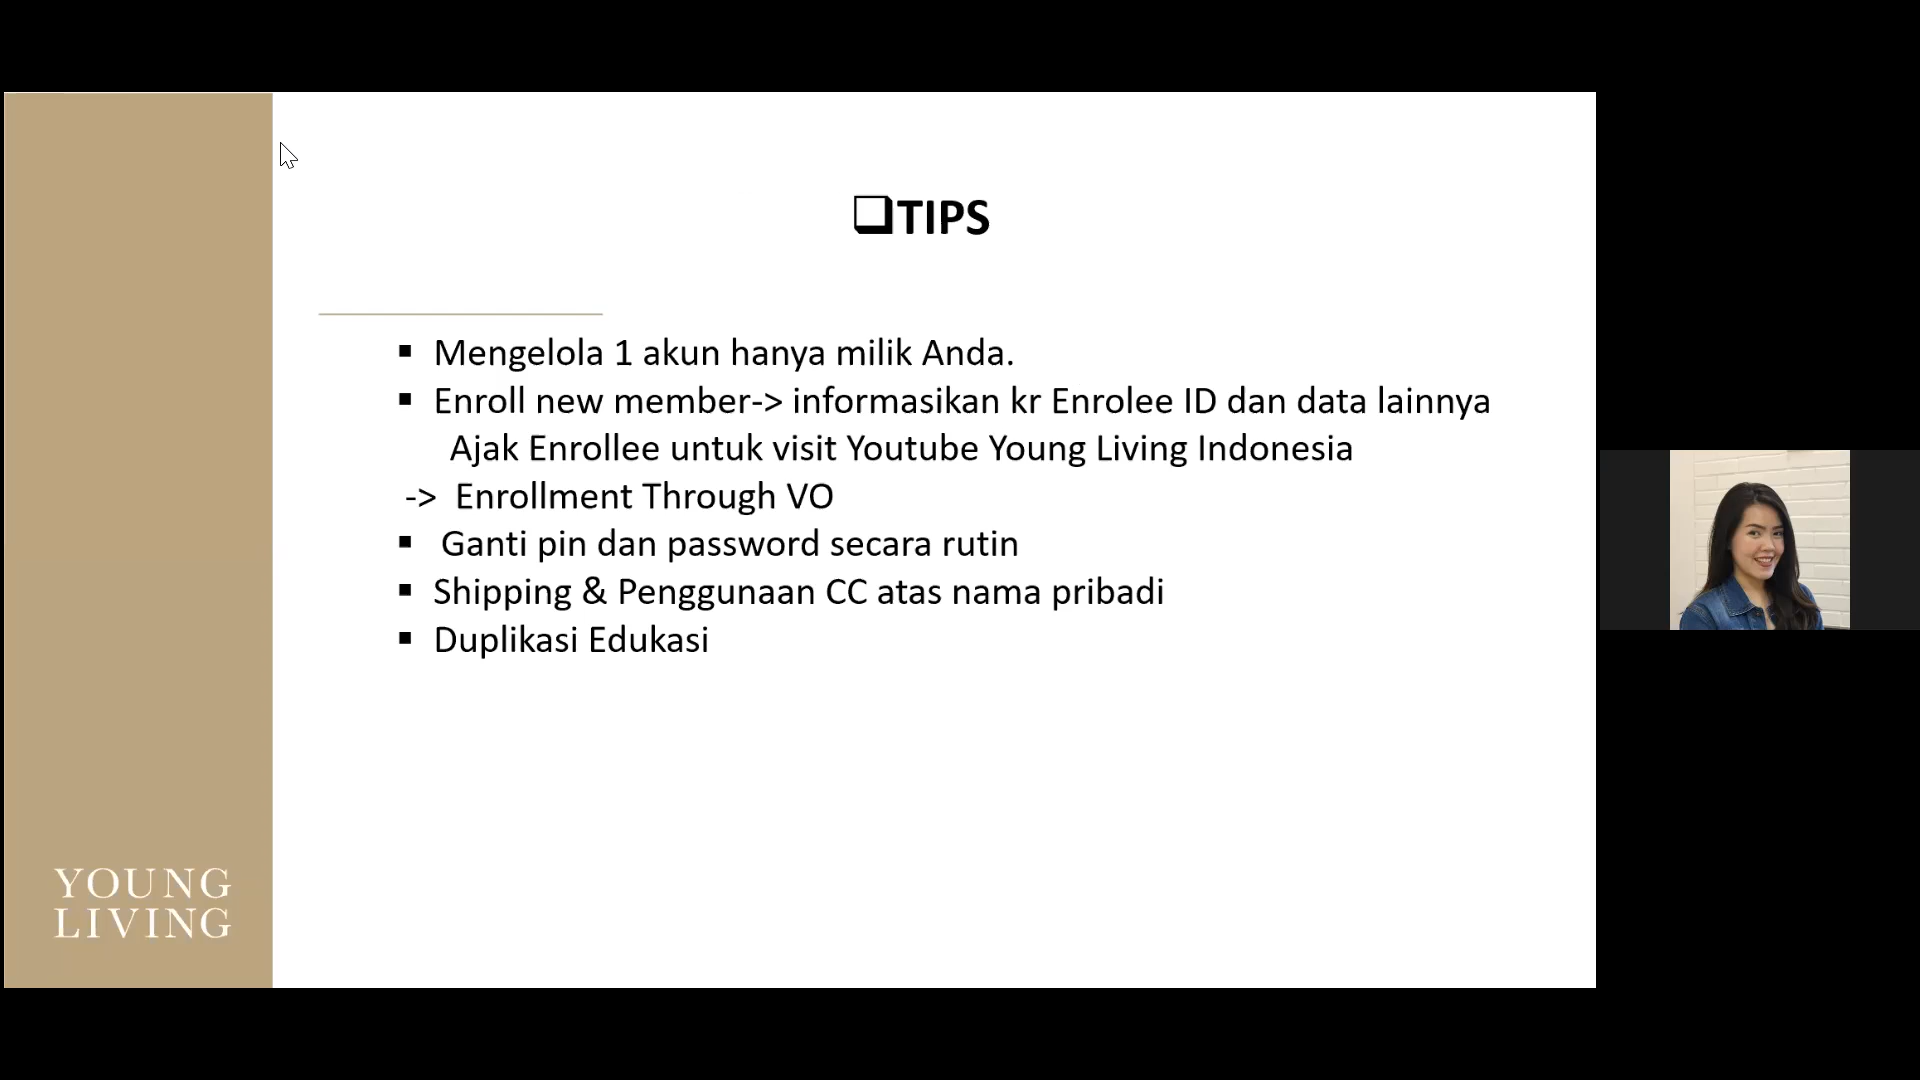 TIPS
Mengelola 1 akun hanya milik Anda.
Enroll new member-> informasikan kr Enrolee ID dan data lainnya
Ajak Enrollee untuk visit Youtube Young Living Indonesia
-> Enrollment Through VO
Ganti pin dan password secara rutin
Shipping & Penggunaan CC atas nama pribadi
Duplikasi Edukasi
YOUNG
LIVING